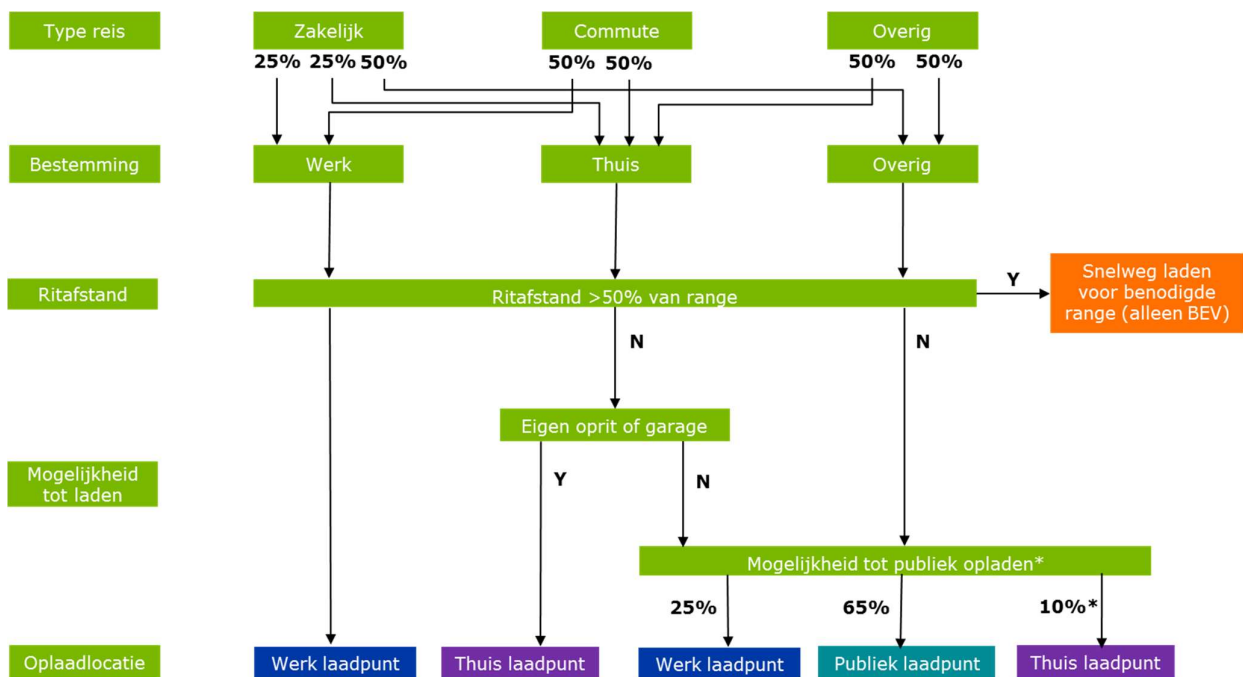 Type reis
Zakelijk
Commute
Overig
25%
25%
50%
50%
50%
50%
50%
Bestemming
Werk
Thuis
Overig
Ritafstand
Ritafstand >50% van range
Y
Snelweg laden
voor benodigde
range (alleen BEV)
N
N
Eigen oprit of garage
Mogelijkheid
tot laden
Y
N
Mogelijkheid tot publiek opladen*
25%
65%
10%*
Oplaadlocatie
Werk laadpunt
Thuis laadpunt
Werk laadpunt
Publiek laadpunt
Thuis laadpunt